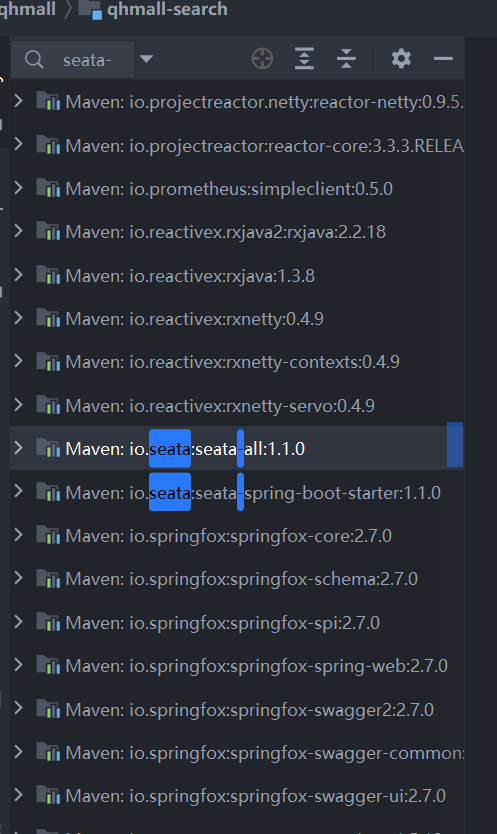 qhmall 〉 qhmall-search
seata-
Maven: io.projectreactor.netty:reactor-netty:0.9.5.
Maven: io.projectreactor:reactor-core:3.3.3.RELEA
Maven: io.prometheus:simpleclient:0.5.0
Maven: io.reactivex.rxjava2:rxjava:2.2.18
Maven: io.reactivex:rxjava:1.3.8
Maven: io.reactivex:rxnetty:0.4.9
Maven: io.reactivex:rxnetty-contexts:0.4.9
Maven: io.reactivex:rxnetty-servo:0.4.9
Maven: io.seata:seata-all:1.1.0
Maven: io.seata:seata-spring-boot-starter:1.1.0
Maven: io.springfox:springfox-core:2.7.0
Maven: io.springfox:springfox-schema:2.7.0
Maven: io.springfox:springfox-spi:2.7.0
Maven: io.springfox:springfox-spring-web:2.7.0
Maven: io.springfox:springfox-swagger2:2.7.0
Maven: io.springfox:springfox-swagger-common:
Maven: io.springfox:springfox-swagger-ui:2.7.0